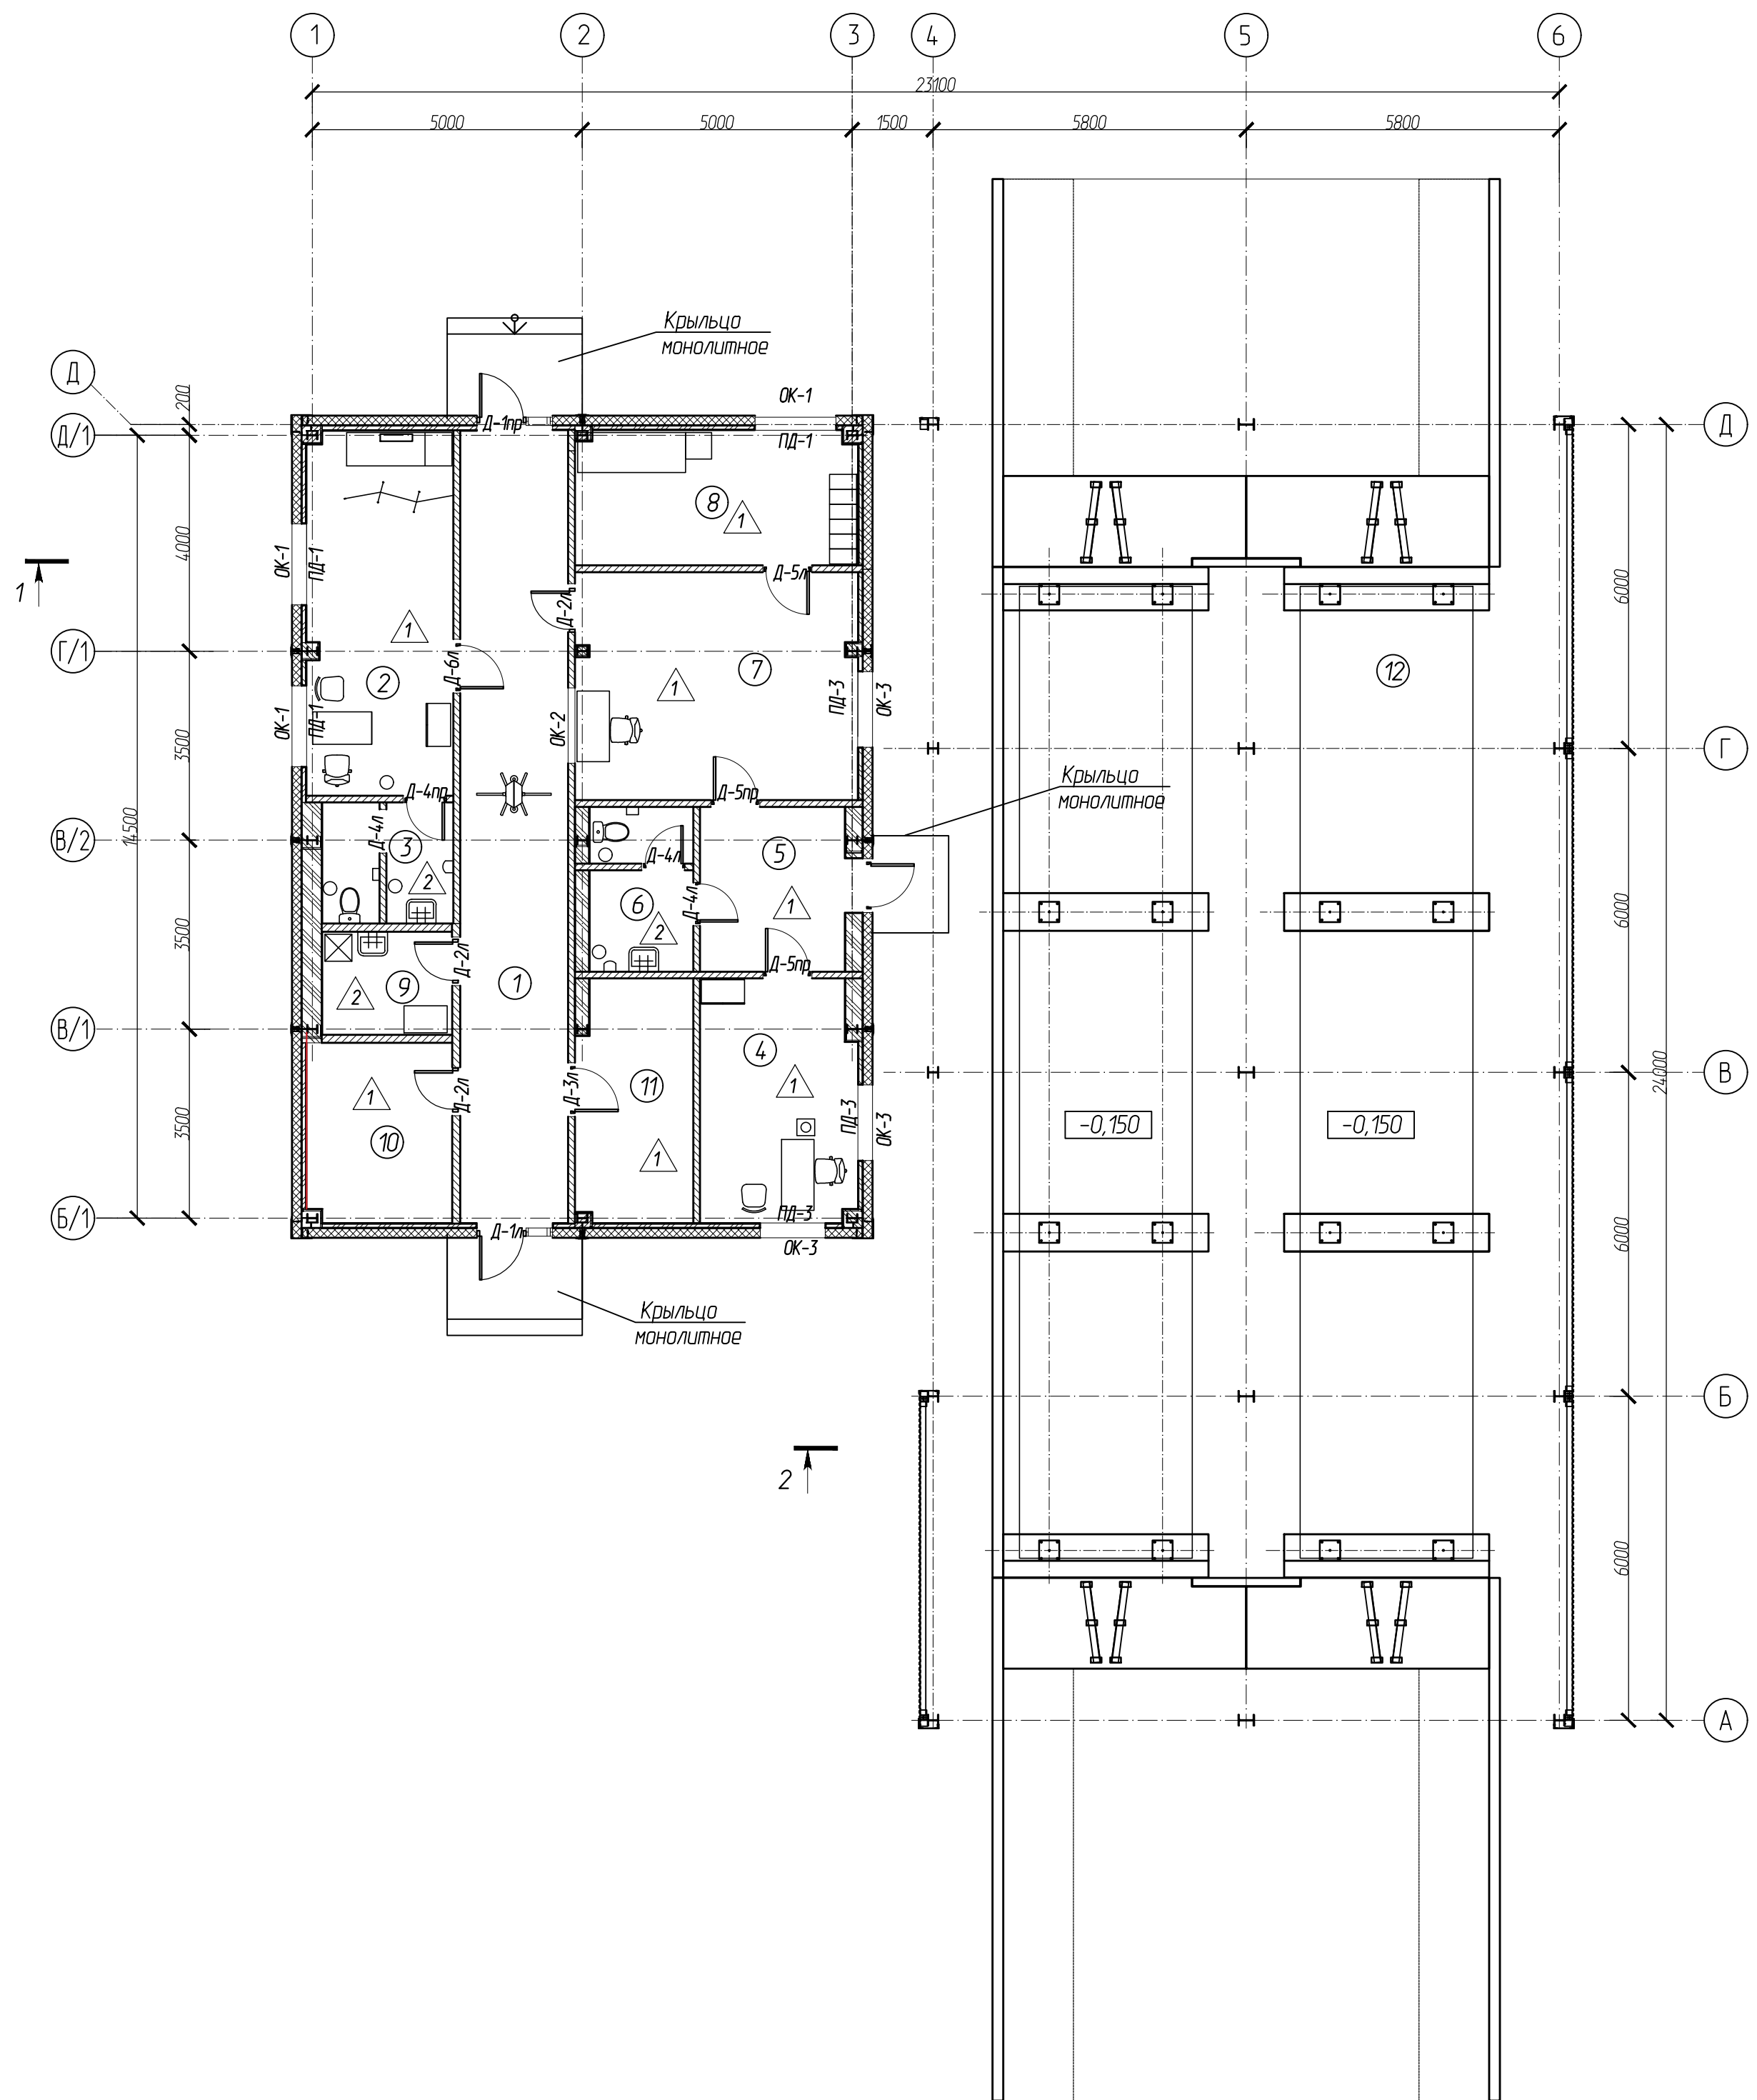 1
2
3
4
5
6
23100
5000
5000
1500
5800
5800
Крыльцо
монолитное
Д
200
ОК-1
Д-1пр
Д/1
ПД-1
Д
8
1
4000
ОК-1
ПД-1
1
Д-5л
6000
Д-2л
1
Г/1
Д-6л
2
7
1
12
ПД-3
ОК-3
ОК-1
ПД-1
ОК-2
3500
Г
Крыльцо
монолитное
Д-4пр
Д-5пр
14500
В/2
Д-4л
3
2
Д-4л
5
6
Д-4л
1
2
6000
3500
Д-2л
Д-5пр
9
2
1
В/1
4
1
11
В
24000
10
1
Д-2л
Д-3л
ПД-3
ОК-3
-0,150
-0,150
3500
1
Б/1
ПД=3
Д-1л
ОК-3
6000
Крыльцо
монолитное
Б
2
6000
А